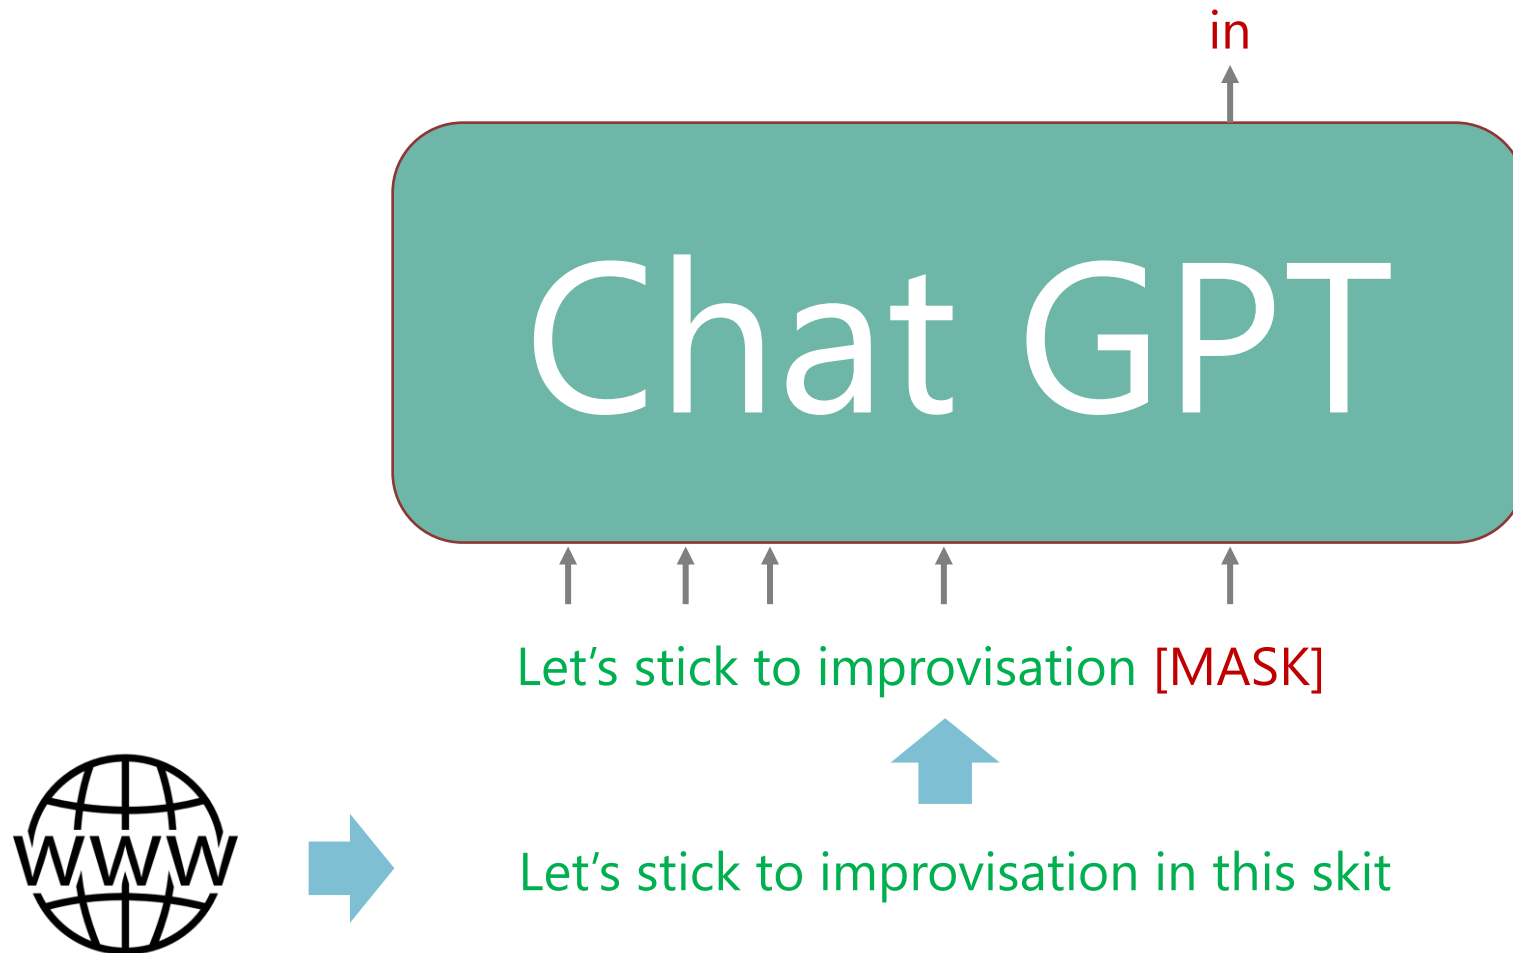 in
Chat GPT
Let’s stick to improvisation [MASK]
WWW
Let’s stick to improvisation in this skit